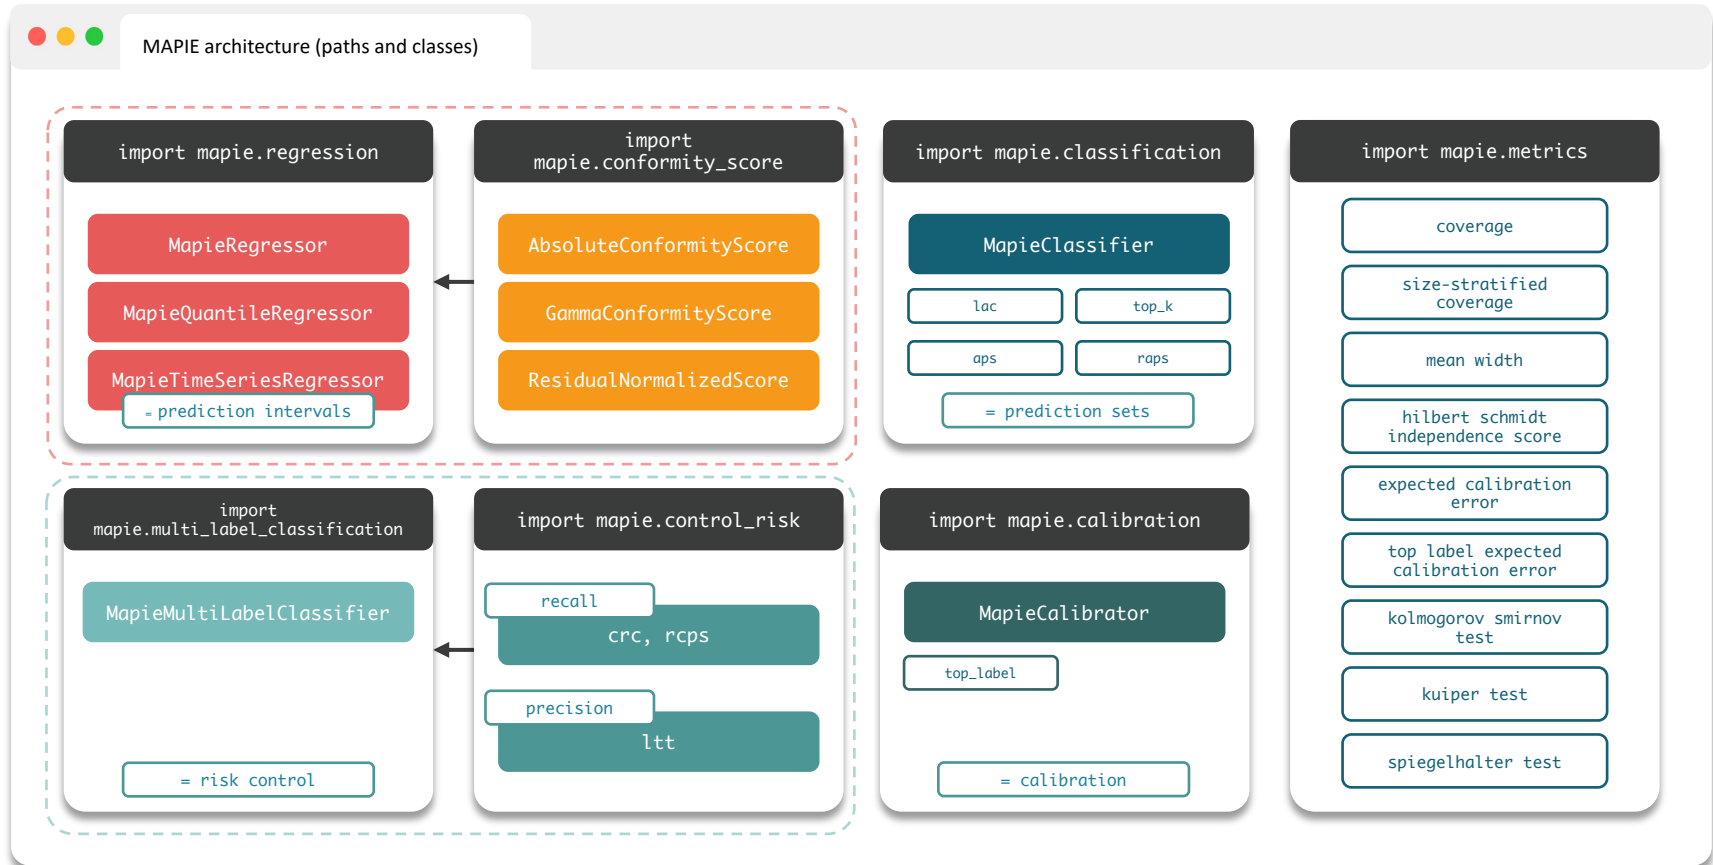 MAPIE architecture (paths and classes)
import mapie.regression
MapieRegressor
MapieQuantileRegressor
MapieTimeSeriesRegressor
= prediction intervals
import
mapie.conformity_score
AbsoluteConformityScore
GammaConformityScore
ResidualNormalizedScore
import mapie.classification
MapieClassifier
lac
top_k
aps
raps
= prediction sets
import mapie.metrics
coverage
size-stratified
coverage
mean width
hilbert schmidt
independence score
expected calibration
error
top label expected
calibration error
kolmogorov smirnov
test
kuiper test
spiegelhalter test
import
mapie.multi_label_classification
MapieMultiLabelClassifier
= risk control
import mapie.control_risk
recall
crc, rcps
precision
ltt
import mapie.calibration
MapieCalibrator
top_label
= calibration